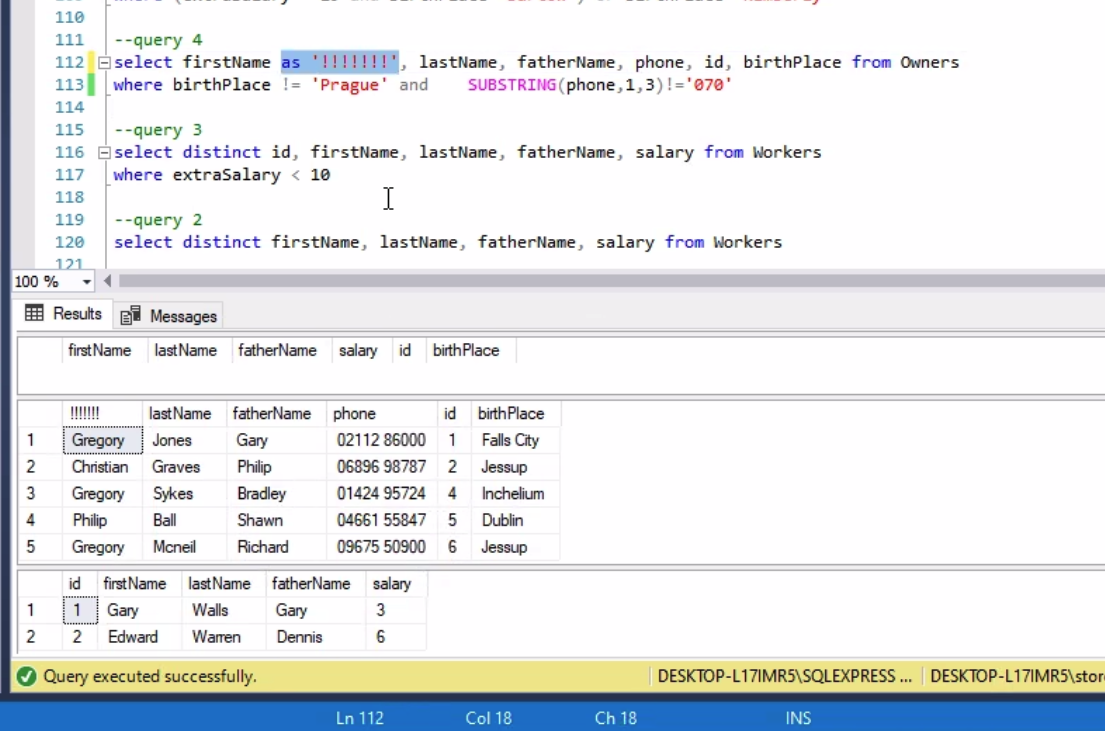 110
111 --query 4
112 select firstName as '!!!!!!!', lastName, fatherName, phone, id, birthPlace from Owners
113 where birthPlace != 'Prague' and    SUBSTRING(phone,1,3)!='070'
114
115 --query 3
116 select distinct id, firstName, lastName, fatherName, salary from Workers
117 where extraSalary < 10
118
119 --query 2
120 select distinct firstName, lastName, fatherName, salary from Workers
121
100 %
Results Messages
firstName lastName fatherName salary id birthPlace
!!!!!!! lastName fatherName phone id birthPlace
1 Gregory Jones Gary 02112 86000 1 Falls City
2 Christian Graves Philip 06896 98787 2 Jessup
3 Gregory Sykes Bradley 01424 95724 4 Inchelium
4 Philip Ball Shawn 04661 55847 5 Dublin
5 Gregory Mcneil Richard 09675 50900 6 Jessup
id firstName lastName fatherName salary
1 1 Gary Walls Gary 3
2 2 Edward Warren Dennis 6
Query executed successfully. DESKTOP-L17IMR5\SQLEXPRESS ... DESKTOP-L17IMR5\stor
Ln 112 Col 18 Ch 18 INS